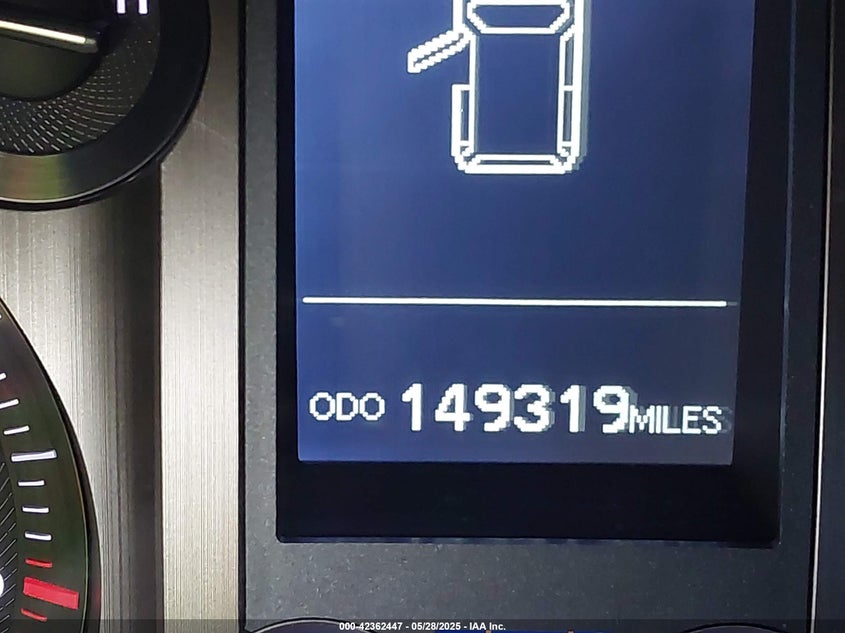 H
ODO 149319MILES
000-42362447 - 05/28/2025 - IAA Inc.